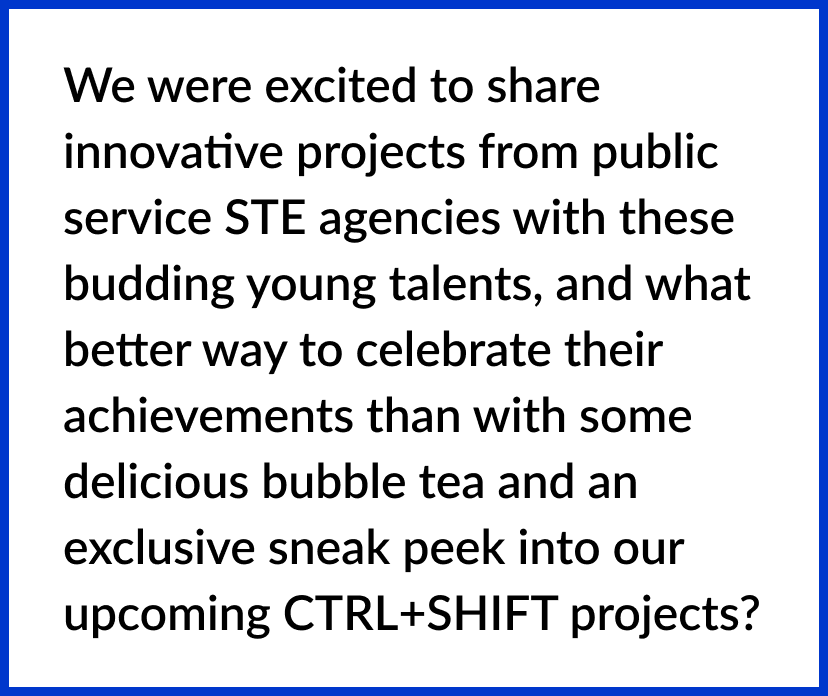 We were excited to share
innovative projects from public
service STE agencies with these
budding young talents, and what
better way to celebrate their
achievements than with some
delicious bubble tea and an
exclusive sneak peek into our
upcoming CTRL+SHIFT projects?